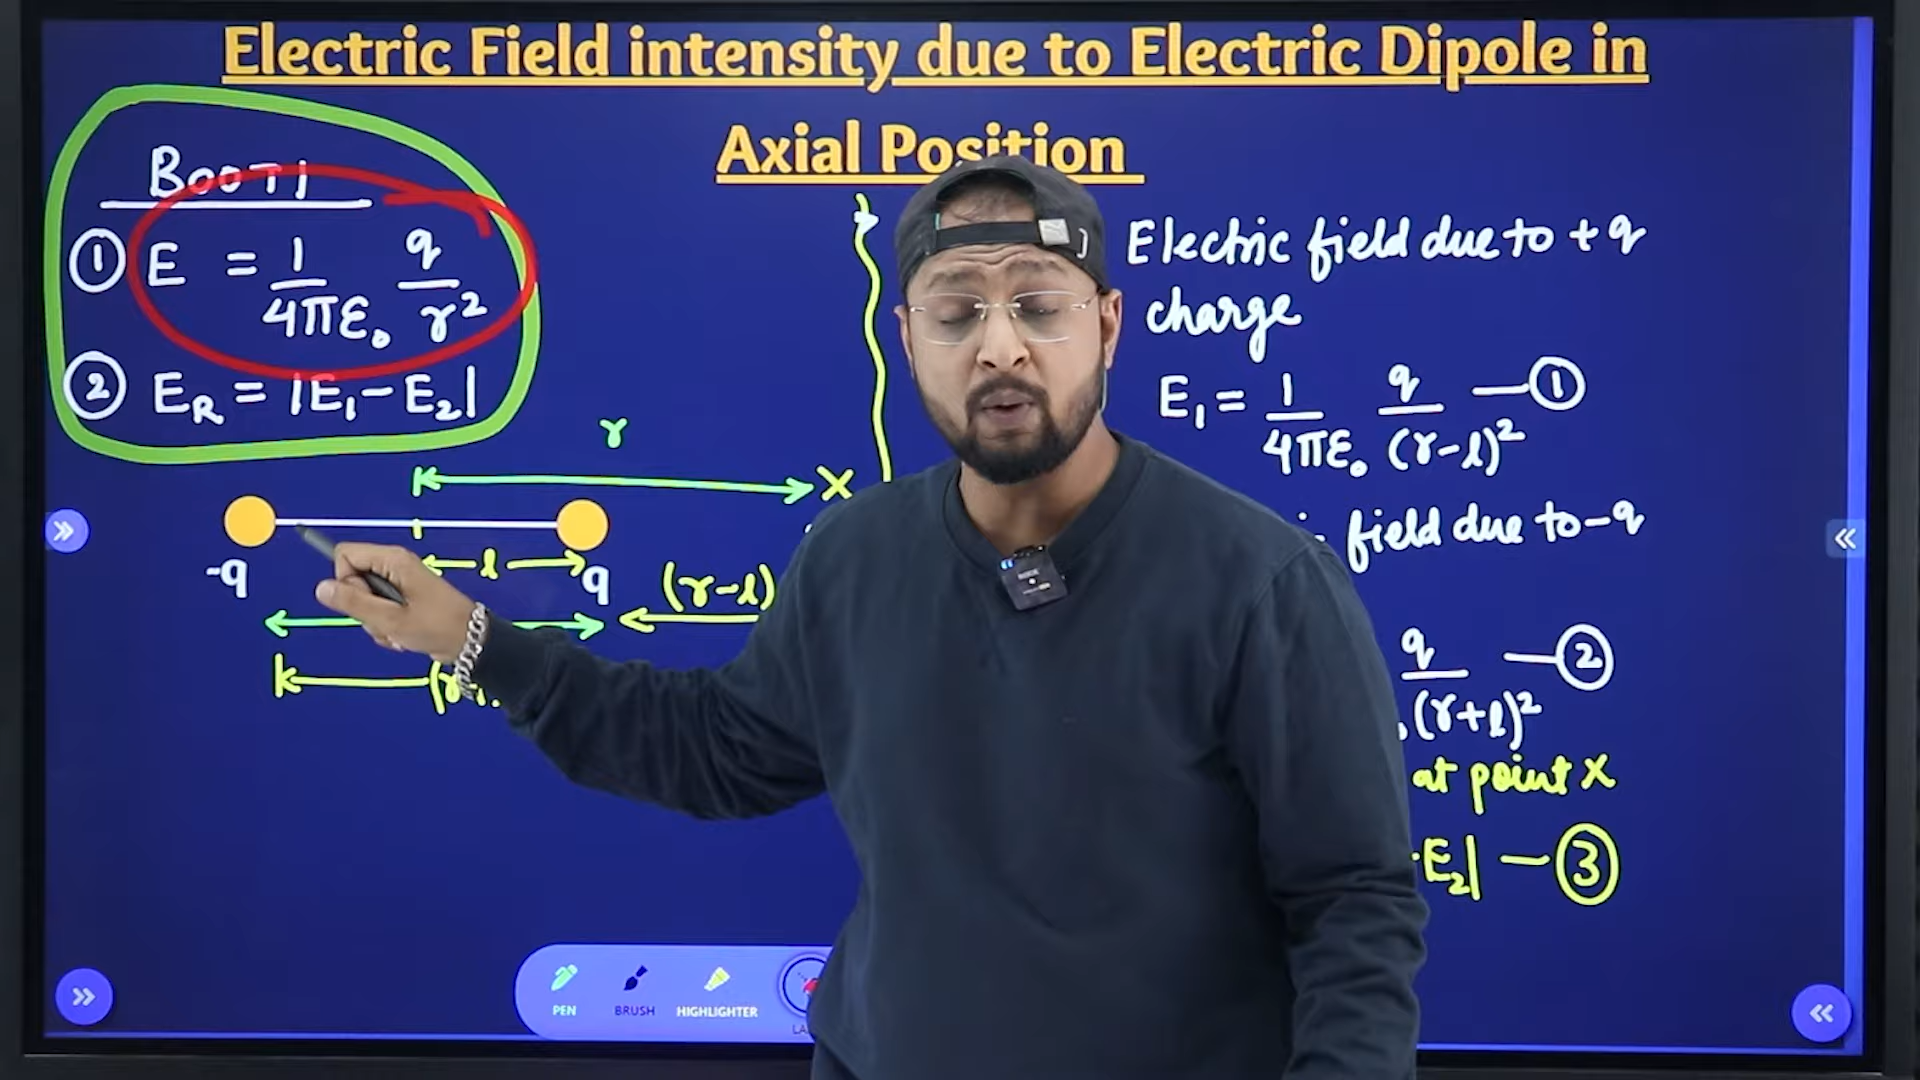 Electric Field intensity due to Electric Dipole in
Axial Position
BOOTI
① E = 1/4πε₀ q/r²
② E_R = |E₁ - E₂|
r
X
-q
l
q
(r-l)
Electric field due to +q
charge
E₁ = 1/4πε₀ q/(r-l)² —①
field due to -q
q/(r+l)² —②
at point X
E₂| —③
PEN
BRUSH
HIGHLIGHTER